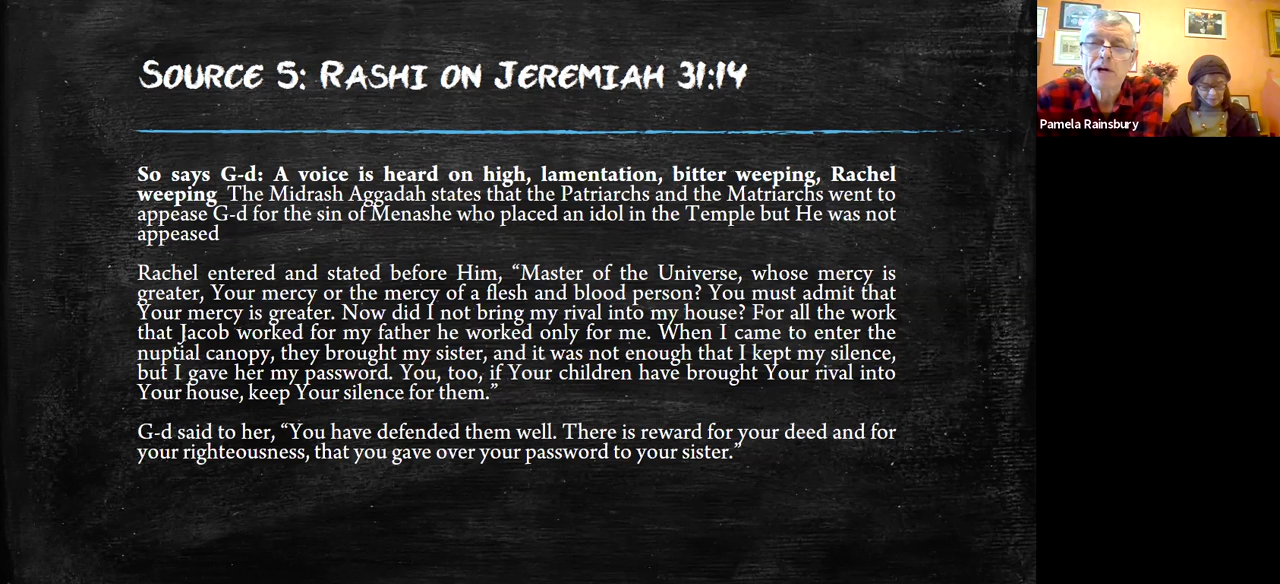 Source 5: Rashi on Jeremiah 31:14
So says G-d: A voice is heard on high, lamentation, bitter weeping, Rachel
weeping The Midrash Aggadah states that the Patriarchs and the Matriarchs went to
appease G-d for the sin of Menashe who placed an idol in the Temple but He was not
appeased
Rachel entered and stated before Him, “Master of the Universe, whose mercy is
greater, Your mercy or the mercy of a flesh and blood person? You must admit that
Your mercy is greater. Now did I not bring my rival into my house? For all the work
that Jacob worked for my father he worked only for me. When I came to enter the
nuptial canopy, they brought my sister, and it was not enough that I kept my silence,
but I gave her my password. You, too, if Your children have brought Your rival into
Your house, keep Your silence for them.”
G-d said to her, “You have defended them well. There is reward for your deed and for
your righteousness, that you gave over your password to your sister.”
Pamela Rainsbury